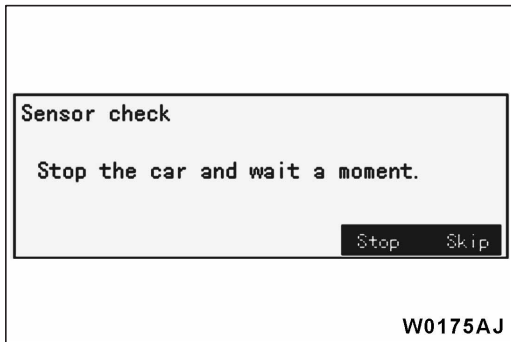 Sensor check
Stop the car and wait a moment.
Stop Skip
W0175AJ